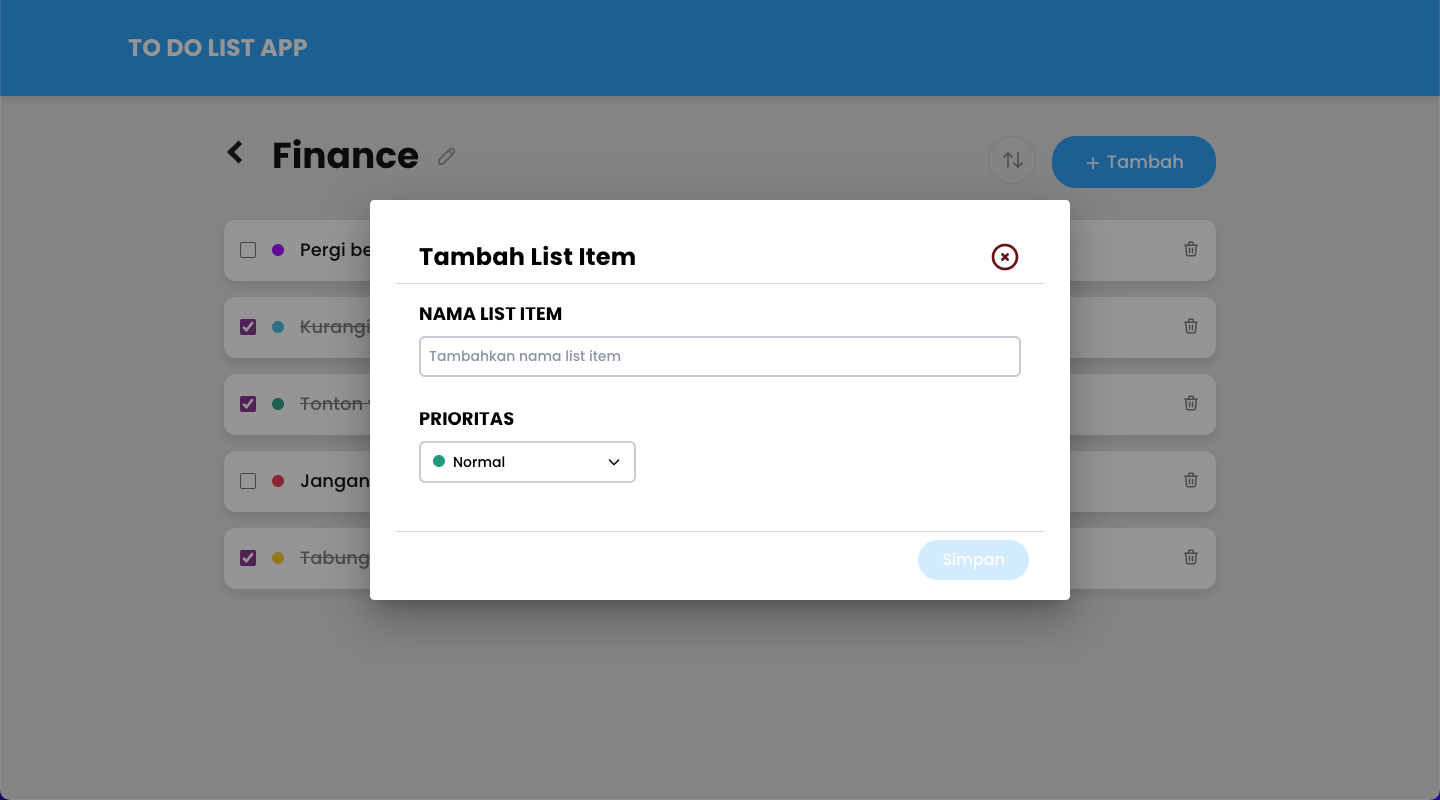 TO DO LIST APP
Finance
+ Tambah
Pergi be
Tambah List Item
NAMA LIST ITEM
Kurangi
Tambahkan nama list item
Tonton
PRIORITAS
Normal
Jangan
Tabung
Simpan